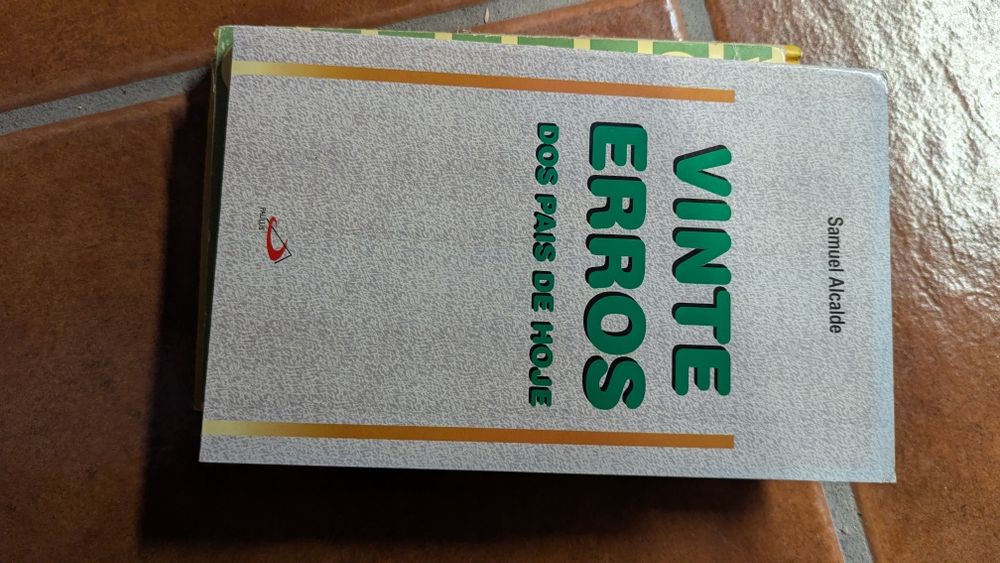 Samuel Alcalde
VINTE
ERROS
DOS PAIS DE HOJE
PAULUS